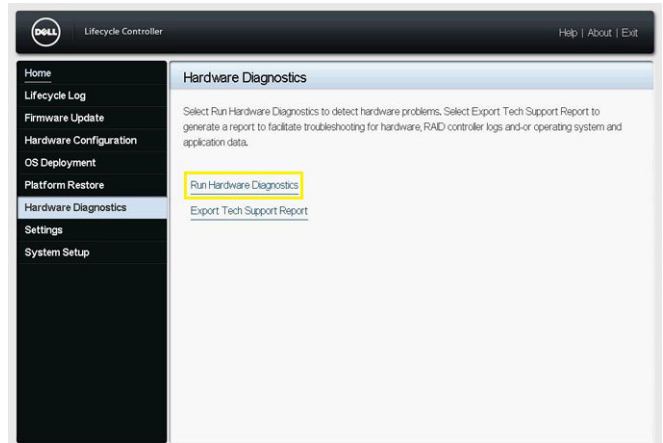 DELL
Lifecycle Controller
Help | About | Exit
Home
Lifecycle Log
Firmware Update
Hardware Configuration
OS Deployment
Platform Restore
Hardware Diagnostics
Settings
System Setup
Hardware Diagnostics
Select Run Hardware Diagnostics to detect hardware problems. Select Export Tech Support Report to
generate a report to facilitate troubleshooting for hardware, RAID controller logs and-or operating system and
application data.
Run Hardware Diagnostics
Export Tech Support Report